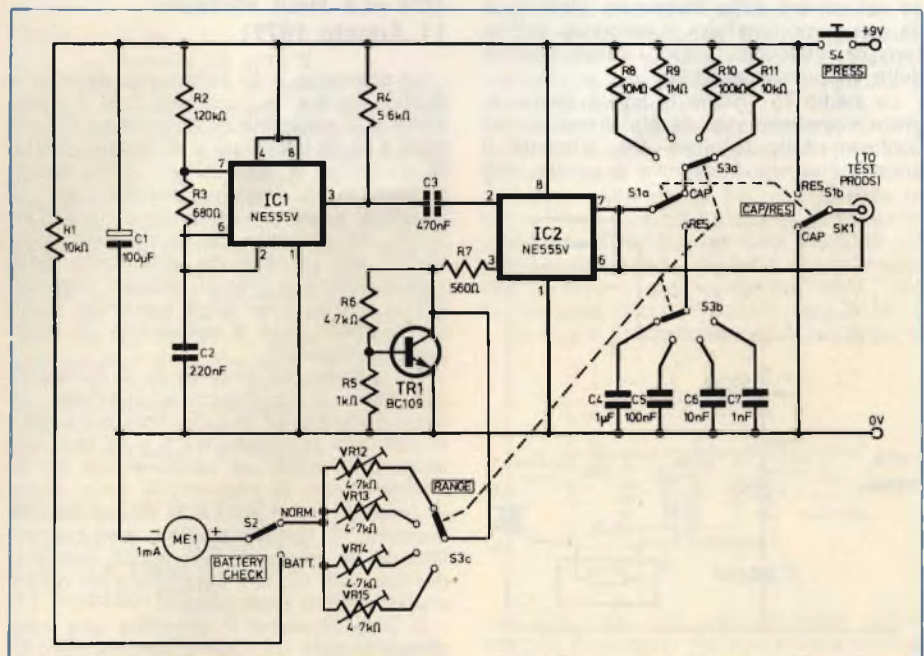 S4
+9V
[PRESS]
R2
120kΩ
R4
5 6kΩ
R8
10MΩ
R9
1MΩ
R10
100kΩ
R11
10kΩ
7
4
8
IC1
NE555V
3
R3
680Ω
6
2
1
C3
470nF
2
8
IC2
NE555V
7
6
3
1
S3a
S1a
CAP
RES
[CAP/RES]
RES
S1b
CAP
(TO
TEST
PRODS)
SK1
R1
10kΩ
C1
100µF
R7
560Ω
R6
4.7kΩ
R5
1kΩ
TR1
BC109
S3b
C2
220nF
C4
1µF
C5
100nF
C6
10nF
C7
1nF
0V
VR12
4.7kΩ
VR13
4.7kΩ
VR14
4.7kΩ
VR15
4.7kΩ
[RANGE]
S3c
−
ME1
+
1mA
S2
NORM.
BATT.
[BATTERY
CHECK]